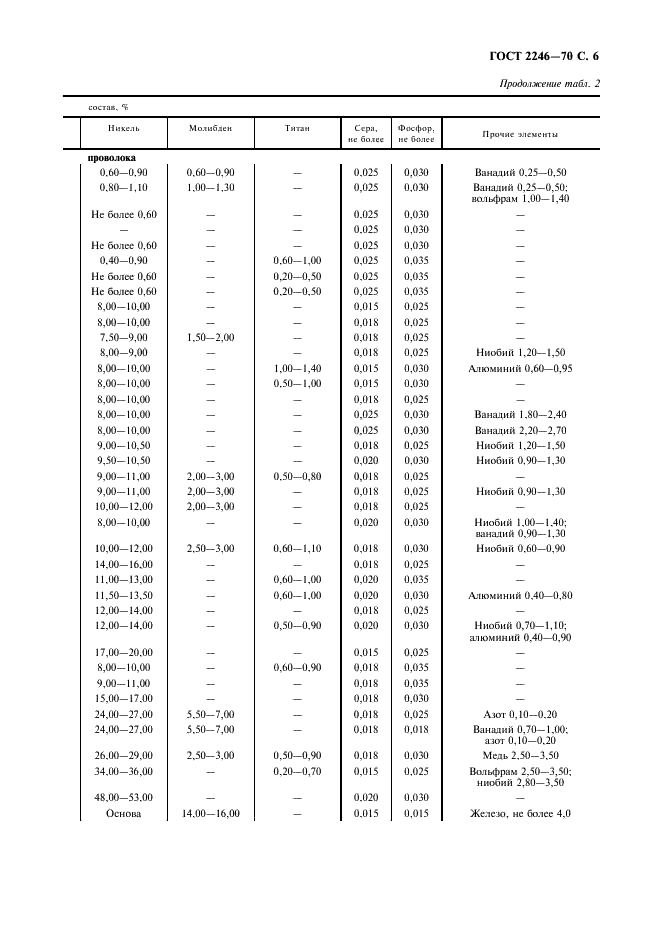 ГОСТ 2246—70 С. 6
Продолжение табл. 2
состав, %
Никель Молибден Титан Сера, не более Фосфор, не более Прочие элементы
проволока
0,60—0,90 0,60—0,90 — 0,025 0,030 Ванадий 0,25—0,50
0,80—1,10 1,00—1,30 — 0,025 0,030 Ванадий 0,25—0,50;
вольфрам 1,00—1,40
Не более 0,60 — — 0,025 0,030 —
— — — 0,025 0,030 —
Не более 0,60 — — 0,025 0,030 —
0,40—0,90 — 0,60—1,00 0,025 0,035 —
Не более 0,60 — 0,20—0,50 0,025 0,035 —
Не более 0,60 — 0,20—0,50 0,025 0,035 —
8,00—10,00 — — 0,015 0,025 —
8,00—10,00 — — 0,018 0,025 —
7,50—9,00 1,50—2,00 — 0,018 0,025 —
8,00—9,00 — — 0,018 0,025 Ниобий 1,20—1,50
8,00—10,00 — 1,00—1,40 0,015 0,030 Алюминий 0,60—0,95
8,00—10,00 — 0,50—1,00 0,015 0,030 —
8,00—10,00 — — 0,018 0,025 —
8,00—10,00 — — 0,025 0,030 Ванадий 1,80—2,40
8,00—10,00 — — 0,025 0,030 Ванадий 2,20—2,70
9,00—10,50 — — 0,018 0,025 Ниобий 1,20—1,50
9,50—10,50 — — 0,020 0,030 Ниобий 0,90—1,30
9,00—11,00 2,00—3,00 0,50—0,80 0,018 0,025 —
9,00—11,00 2,00—3,00 — 0,018 0,025 Ниобий 0,90—1,30
10,00—12,00 2,00—3,00 — 0,018 0,025 —
8,00—10,00 — — 0,020 0,030 Ниобий 1,00—1,40;
ванадий 0,90—1,30
10,00—12,00 2,50—3,00 0,60—1,10 0,018 0,030 Ниобий 0,60—0,90
14,00—16,00 — — 0,018 0,025 —
11,00—13,00 — 0,60—1,00 0,020 0,035 —
11,50—13,50 — 0,60—1,00 0,020 0,030 Алюминий 0,40—0,80
12,00—14,00 — — 0,018 0,025 —
12,00—14,00 — 0,50—0,90 0,020 0,030 Ниобий 0,70—1,10;
алюминий 0,40—0,90
17,00—20,00 — — 0,015 0,025 —
8,00—10,00 — 0,60—0,90 0,018 0,035 —
9,00—11,00 — — 0,018 0,035 —
15,00—17,00 — — 0,018 0,030 —
24,00—27,00 5,50—7,00 — 0,018 0,025 Азот 0,10—0,20
24,00—27,00 5,50—7,00 — 0,018 0,018 Ванадий 0,70—1,00;
азот 0,10—0,20
26,00—29,00 2,50—3,00 0,50—0,90 0,018 0,030 Медь 2,50—3,50
34,00—36,00 — 0,20—0,70 0,015 0,025 Вольфрам 2,50—3,50;
ниобий 2,80—3,50
48,00—53,00 — — 0,020 0,030 —
Основа 14,00—16,00 — 0,015 0,015 Железо, не более 4,0